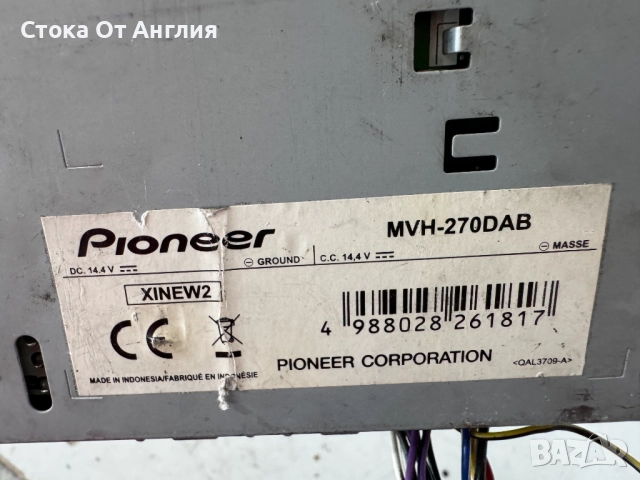 Стока От Англия
Pioneer
MVH-270DAB
DC. 14,4 V ⎓ ⊖ GROUND
C.C. 14,4 V ⎓ ⊖ MASSE
XINEW2
CE
4 988028 261817
PIONEER CORPORATION
<QAL3709-A>
MADE IN INDONESIA/FABRIQUÉ EN INDONÉSIE
BAZAR